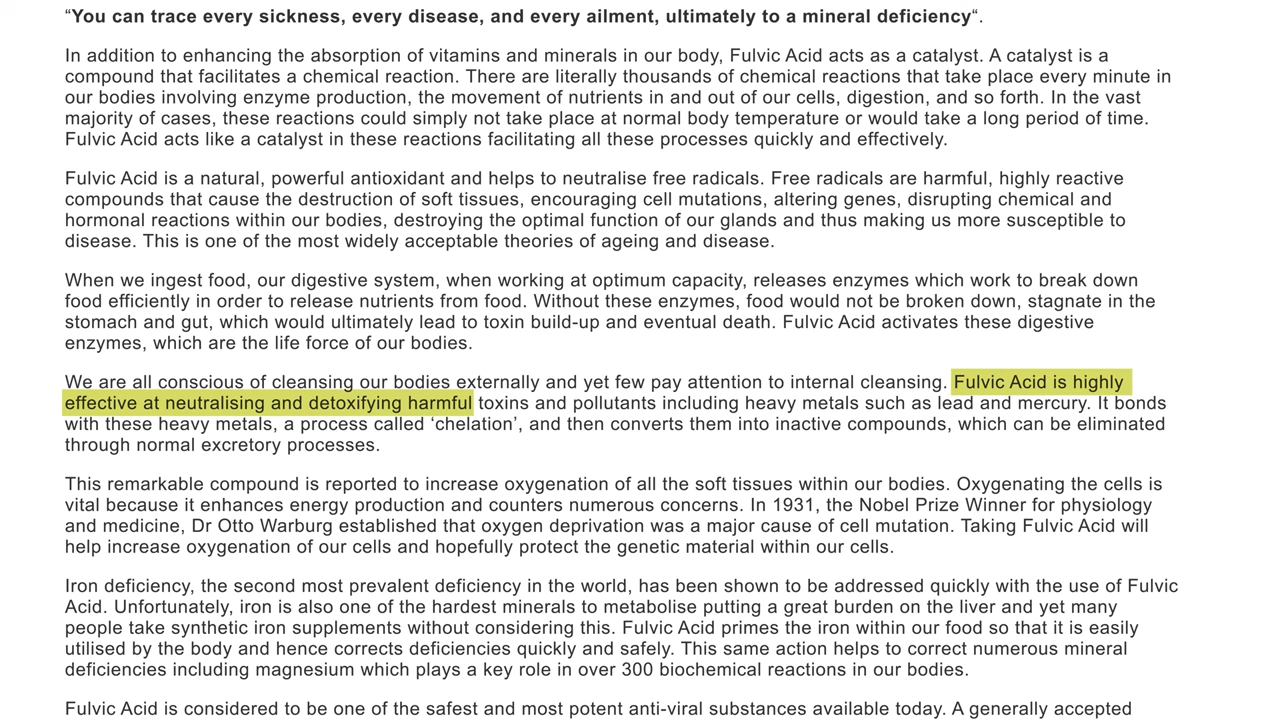 “You can trace every sickness, every disease, and every ailment, ultimately to a mineral deficiency“.
In addition to enhancing the absorption of vitamins and minerals in our body, Fulvic Acid acts as a catalyst. A catalyst is a
compound that facilitates a chemical reaction. There are literally thousands of chemical reactions that take place every minute in
our bodies involving enzyme production, the movement of nutrients in and out of our cells, digestion, and so forth. In the vast
majority of cases, these reactions could simply not take place at normal body temperature or would take a long period of time.
Fulvic Acid acts like a catalyst in these reactions facilitating all these processes quickly and effectively.
Fulvic Acid is a natural, powerful antioxidant and helps to neutralise free radicals. Free radicals are harmful, highly reactive
compounds that cause the destruction of soft tissues, encouraging cell mutations, altering genes, disrupting chemical and
hormonal reactions within our bodies, destroying the optimal function of our glands and thus making us more susceptible to
disease. This is one of the most widely acceptable theories of ageing and disease.
When we ingest food, our digestive system, when working at optimum capacity, releases enzymes which work to break down
food efficiently in order to release nutrients from food. Without these enzymes, food would not be broken down, stagnate in the
stomach and gut, which would ultimately lead to toxin build-up and eventual death. Fulvic Acid activates these digestive
enzymes, which are the life force of our bodies.
We are all conscious of cleansing our bodies externally and yet few pay attention to internal cleansing. Fulvic Acid is highly
effective at neutralising and detoxifying harmful toxins and pollutants including heavy metals such as lead and mercury. It bonds
with these heavy metals, a process called ‘chelation’, and then converts them into inactive compounds, which can be eliminated
through normal excretory processes.
This remarkable compound is reported to increase oxygenation of all the soft tissues within our bodies. Oxygenating the cells is
vital because it enhances energy production and counters numerous concerns. In 1931, the Nobel Prize Winner for physiology
and medicine, Dr Otto Warburg established that oxygen deprivation was a major cause of cell mutation. Taking Fulvic Acid will
help increase oxygenation of our cells and hopefully protect the genetic material within our cells.
Iron deficiency, the second most prevalent deficiency in the world, has been shown to be addressed quickly with the use of Fulvic
Acid. Unfortunately, iron is also one of the hardest minerals to metabolise putting a great burden on the liver and yet many
people take synthetic iron supplements without considering this. Fulvic Acid primes the iron within our food so that it is easily
utilised by the body and hence corrects deficiencies quickly and safely. This same action helps to correct numerous mineral
deficiencies including magnesium which plays a key role in over 300 biochemical reactions in our bodies.
Fulvic Acid is considered to be one of the safest and most potent anti-viral substances available today. A generally accepted